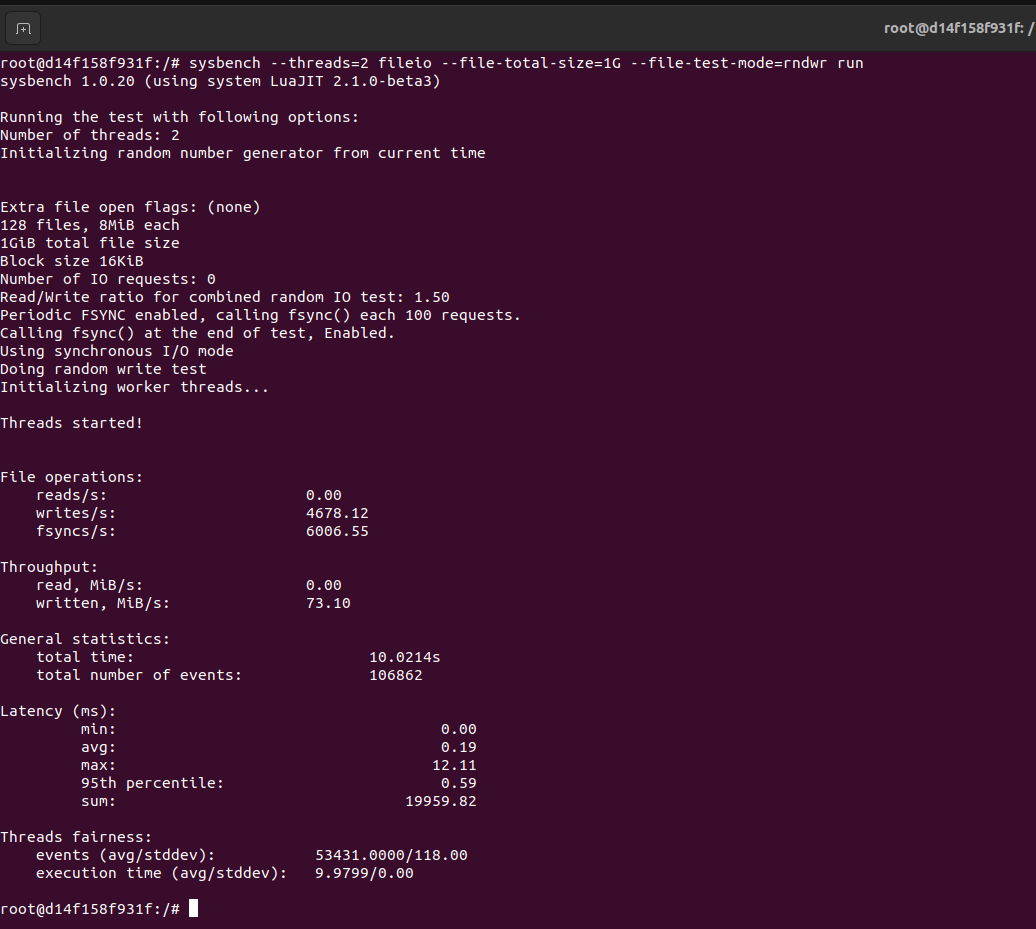 root@d14f158f931f: /
root@d14f158f931f:/# sysbench --threads=2 fileio --file-total-size=1G --file-test-mode=rndwr run
sysbench 1.0.20 (using system LuaJIT 2.1.0-beta3)
Running the test with following options:
Number of threads: 2
Initializing random number generator from current time
Extra file open flags: (none)
128 files, 8MiB each
1GiB total file size
Block size 16KiB
Number of IO requests: 0
Read/Write ratio for combined random IO test: 1.50
Periodic FSYNC enabled, calling fsync() each 100 requests.
Calling fsync() at the end of test, Enabled.
Using synchronous I/O mode
Doing random write test
Initializing worker threads...
Threads started!
File operations:
    reads/s:                      0.00
    writes/s:                     4678.12
    fsyncs/s:                     6006.55
Throughput:
    read, MiB/s:                  0.00
    written, MiB/s:               73.10
General statistics:
    total time:                          10.0214s
    total number of events:              106862
Latency (ms):
         min:                                    0.00
         avg:                                    0.19
         max:                                   12.11
         95th percentile:                        0.59
         sum:                                19959.82
Threads fairness:
    events (avg/stddev):           53431.0000/118.00
    execution time (avg/stddev):   9.9799/0.00
root@d14f158f931f:/#